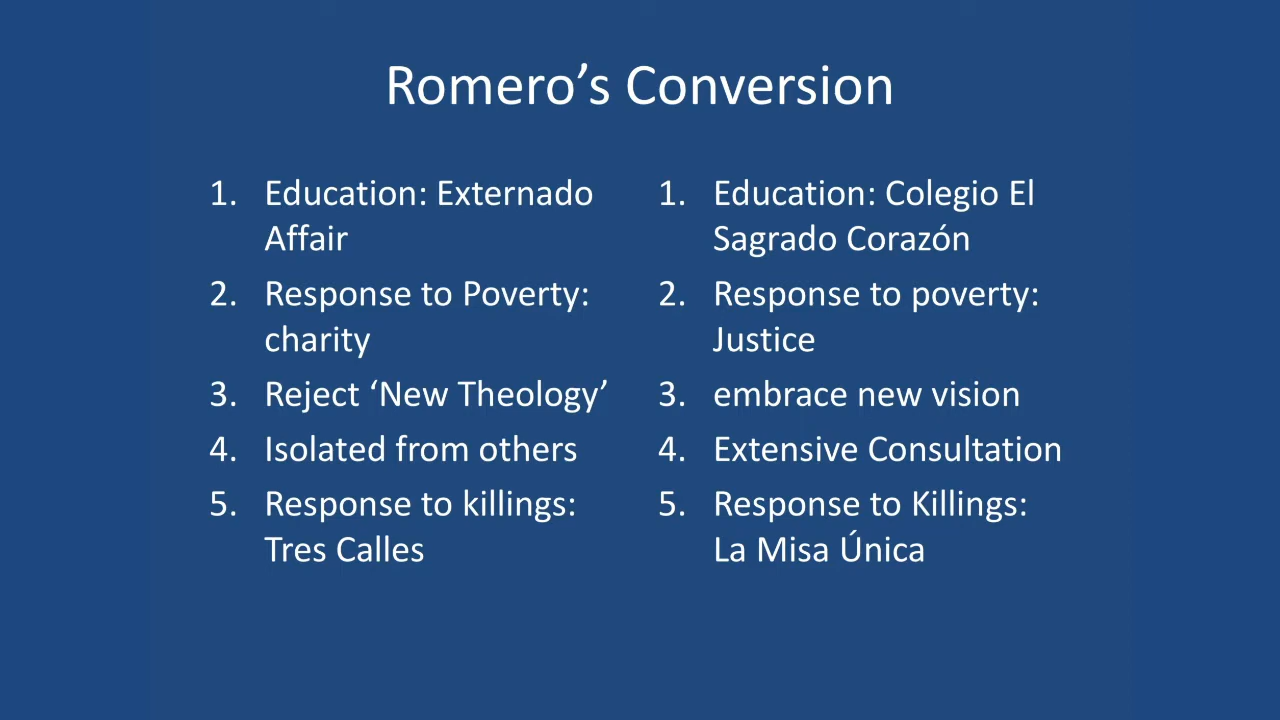 Romero’s Conversion
1. Education: Externado
Affair
2. Response to Poverty:
charity
3. Reject ‘New Theology’
4. Isolated from others
5. Response to killings:
Tres Calles
1. Education: Colegio El
Sagrado Corazón
2. Response to poverty:
Justice
3. embrace new vision
4. Extensive Consultation
5. Response to Killings:
La Misa Única